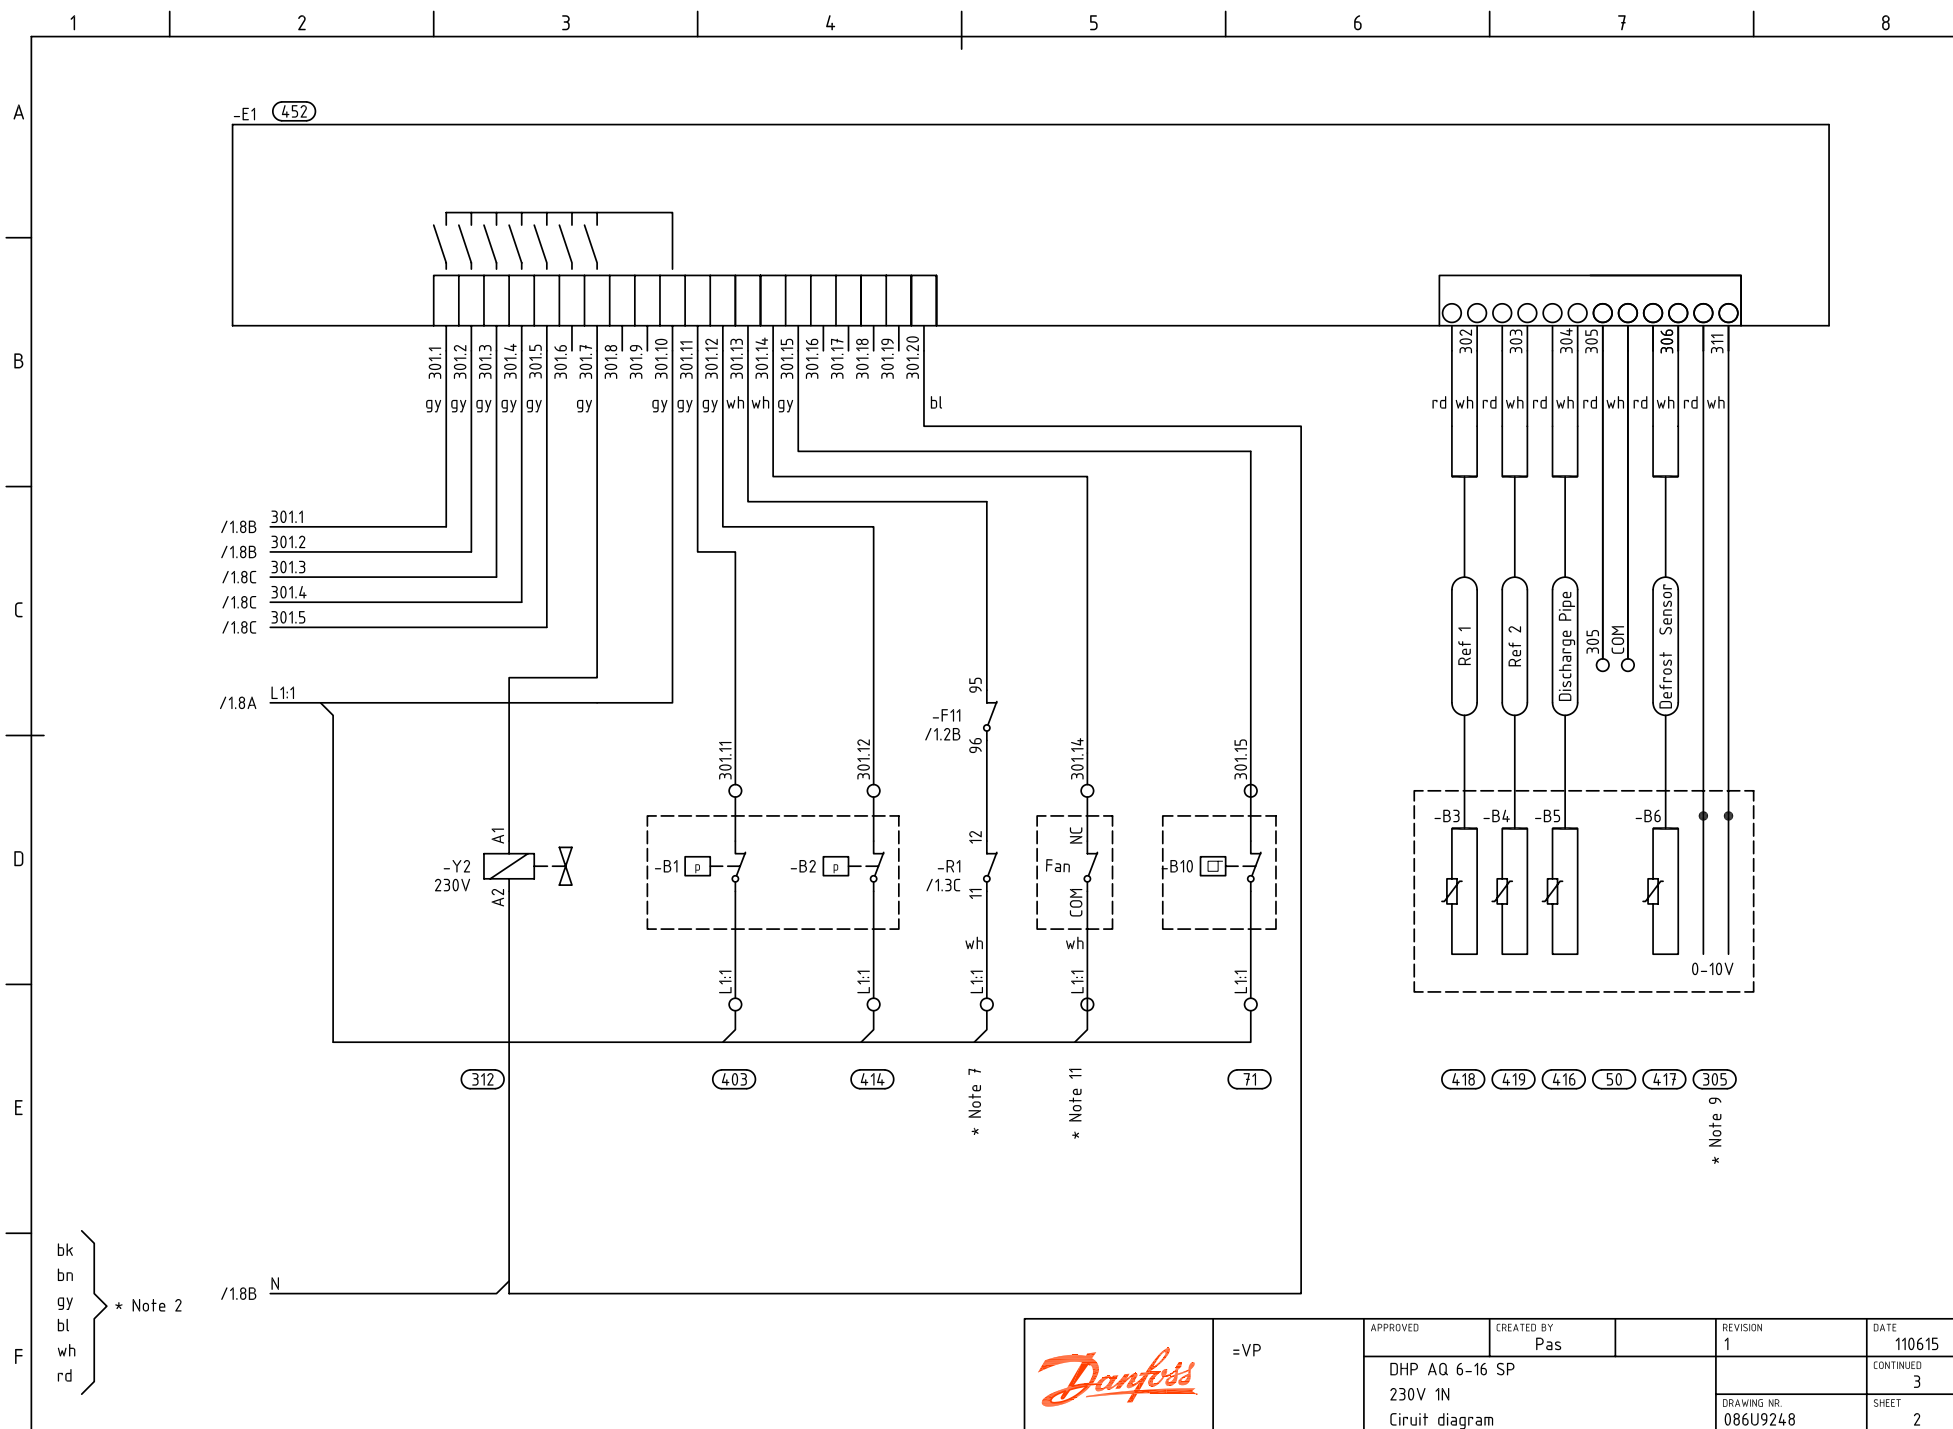 1 2 3 4 5 6 7 8
A
B
C
D
E
F
-E1 452
301.1 301.2 301.3 301.4 301.5 301.6 301.7 301.8 301.9 301.10 301.11 301.12 301.13 301.14 301.15 301.16 301.17 301.18 301.19 301.20
302 303 304 305 306 311
gy gy gy gy gy gy gy gy gy wh wh gy bl
rd wh rd wh rd wh rd wh rd wh rd wh
/1.8B 301.1
/1.8B 301.2
/1.8C 301.3
/1.8C 301.4
/1.8C 301.5
/1.8A L1:1
Ref 1
Ref 2
Discharge Pipe
305
COM
Defrost Sensor
95
-F11
/1.2B
96
301.11
301.12
301.14
301.15
A1
-Y2
230V
A2
-B1 p
-B2 p
12
-R1
/1.3C
11
NC
Fan
COM
-B10
-B3 -B4 -B5 -B6
wh wh
0-10V
L1:1 L1:1 L1:1 L1:1 L1:1
312 403 414 71 418 419 416 50 417 305
* Note 7
* Note 11
* Note 9
/1.8B N
bk
bn
gy
bl
wh
rd
* Note 2
Danfoss
=VP
APPROVED
CREATED BY
Pas
REVISION
1
DATE
110615
DHP AQ 6-16 SP
230V 1N
Ciruit diagram
CONTINUED
3
DRAWING NR.
086U9248
SHEET
2